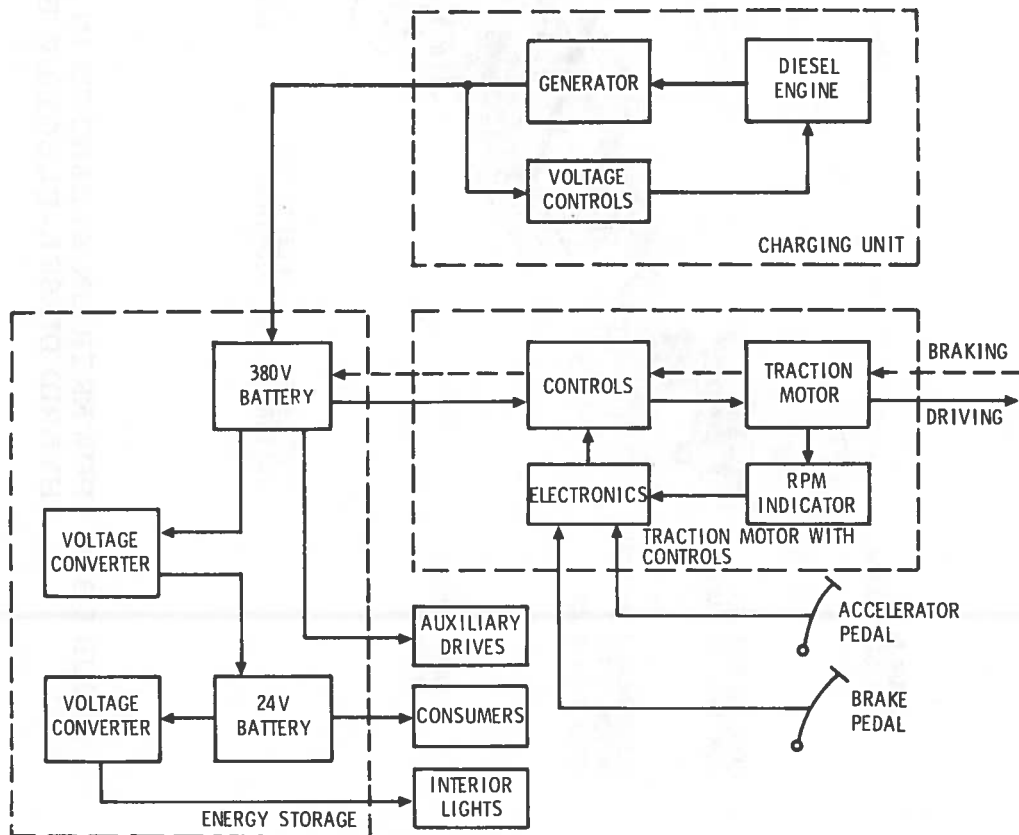 GENERATOR
DIESEL
ENGINE
VOLTAGE
CONTROLS
CHARGING UNIT
380V
BATTERY
CONTROLS
TRACTION
MOTOR
BRAKING
DRIVING
ELECTRONICS
RPM
INDICATOR
TRACTION MOTOR WITH
CONTROLS
VOLTAGE
CONVERTER
AUXILIARY
DRIVES
ACCELERATOR
PEDAL
VOLTAGE
CONVERTER
24V
BATTERY
CONSUMERS
BRAKE
PEDAL
INTERIOR
LIGHTS
ENERGY STORAGE